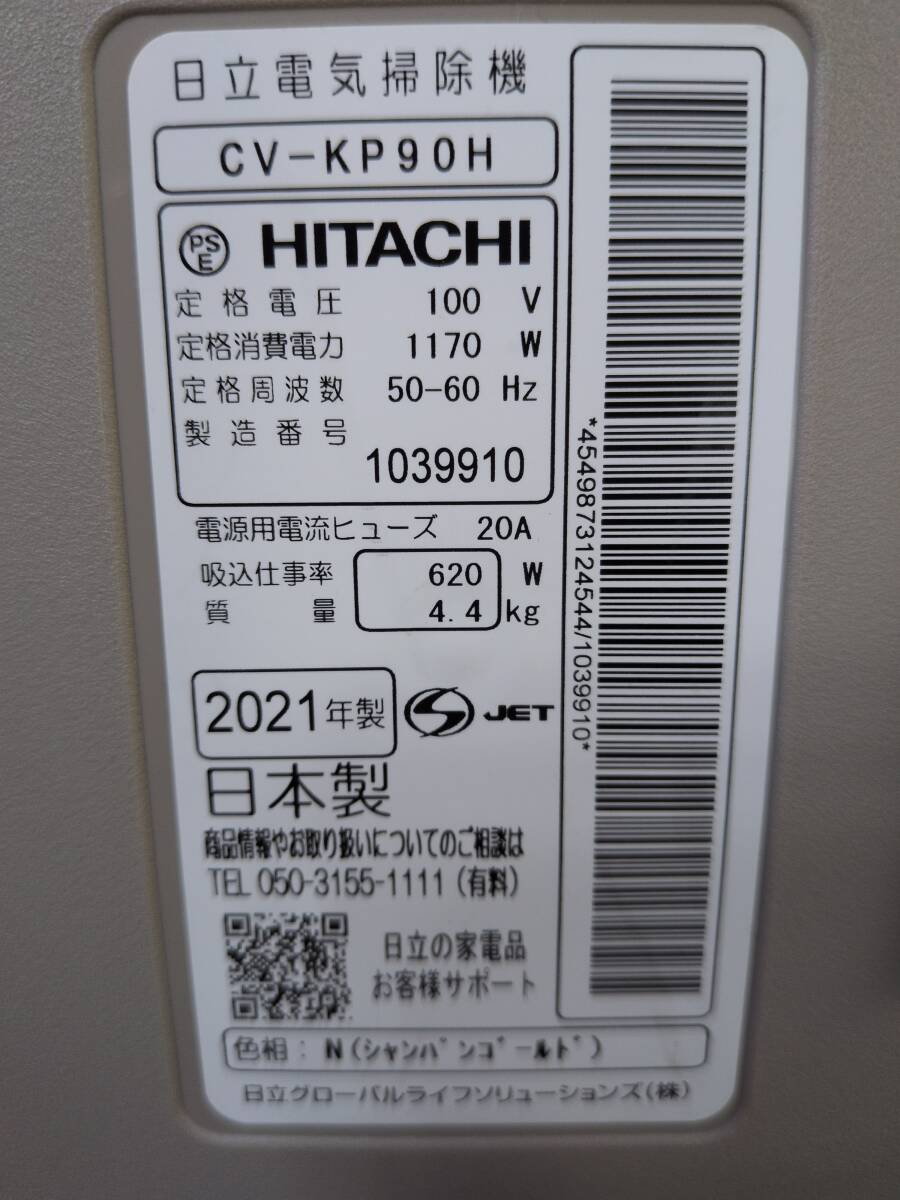 日立電気掃除機
CV-KP90H
PSE HITACHI
定格電圧 100 V
定格消費電力 1170 W
定格周波数 50-60 Hz
製造番号
1039910
電源用電流ヒューズ 20A
吸込仕事率 620 W
質量 4.4 kg
2021年製 S JET
日本製
商品情報やお取り扱いについてのご相談は
TEL 050-3155-1111 (有料)
日立の家電品
お客様サポート
色相: N(シャンパンゴールド)
日立グローバルライフソリューションズ(株)
*4549873124544/1039910*